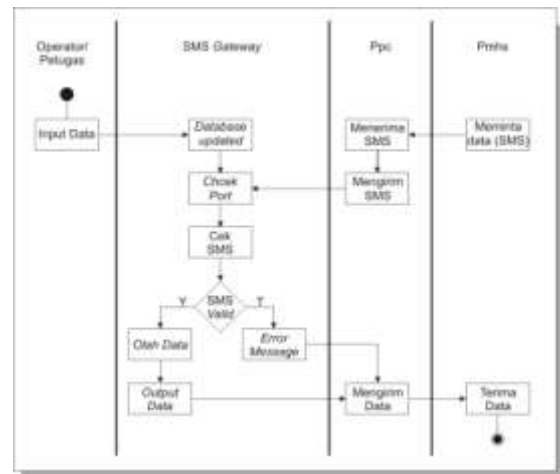 Operator/
Petugas
SMS Gateway
Ppc
Pmhs
Input Data
Database
updated
Menerima
SMS
Meminta
data (SMS)
Check
Port
Mengirim
SMS
Cek
SMS
Y
SMS
Valid
T
Olah Data
Error
Message
Output
Data
Mengirim
Data
Terima
Data